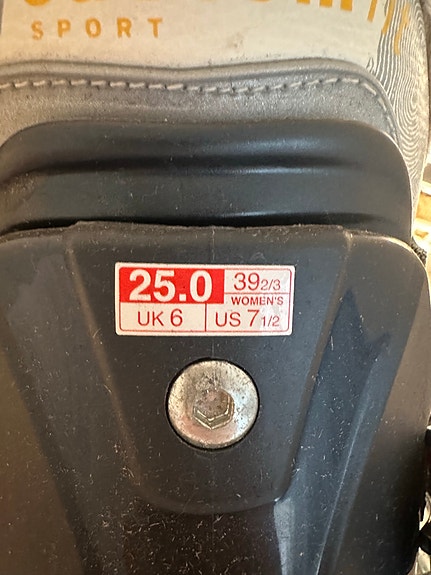 SPORT
25.0 39 2/3
WOMEN'S
UK 6 US 7 1/2